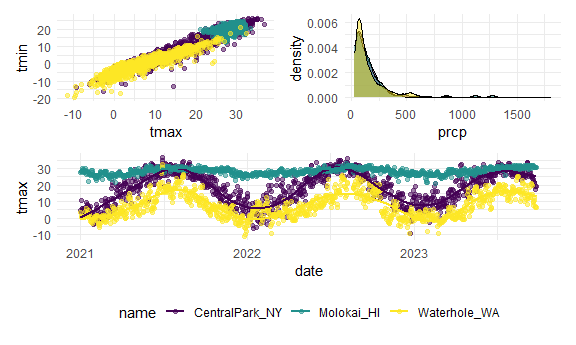 20
10
0
-10
-20
tmin
-10 0 10 20 30
tmax
0.006
0.004
0.002
0.000
density
0 500 1000 1500
prcp
30
20
10
0
-10
tmax
2021 2022 2023
date
name CentralPark_NY Molokai_HI Waterhole_WA